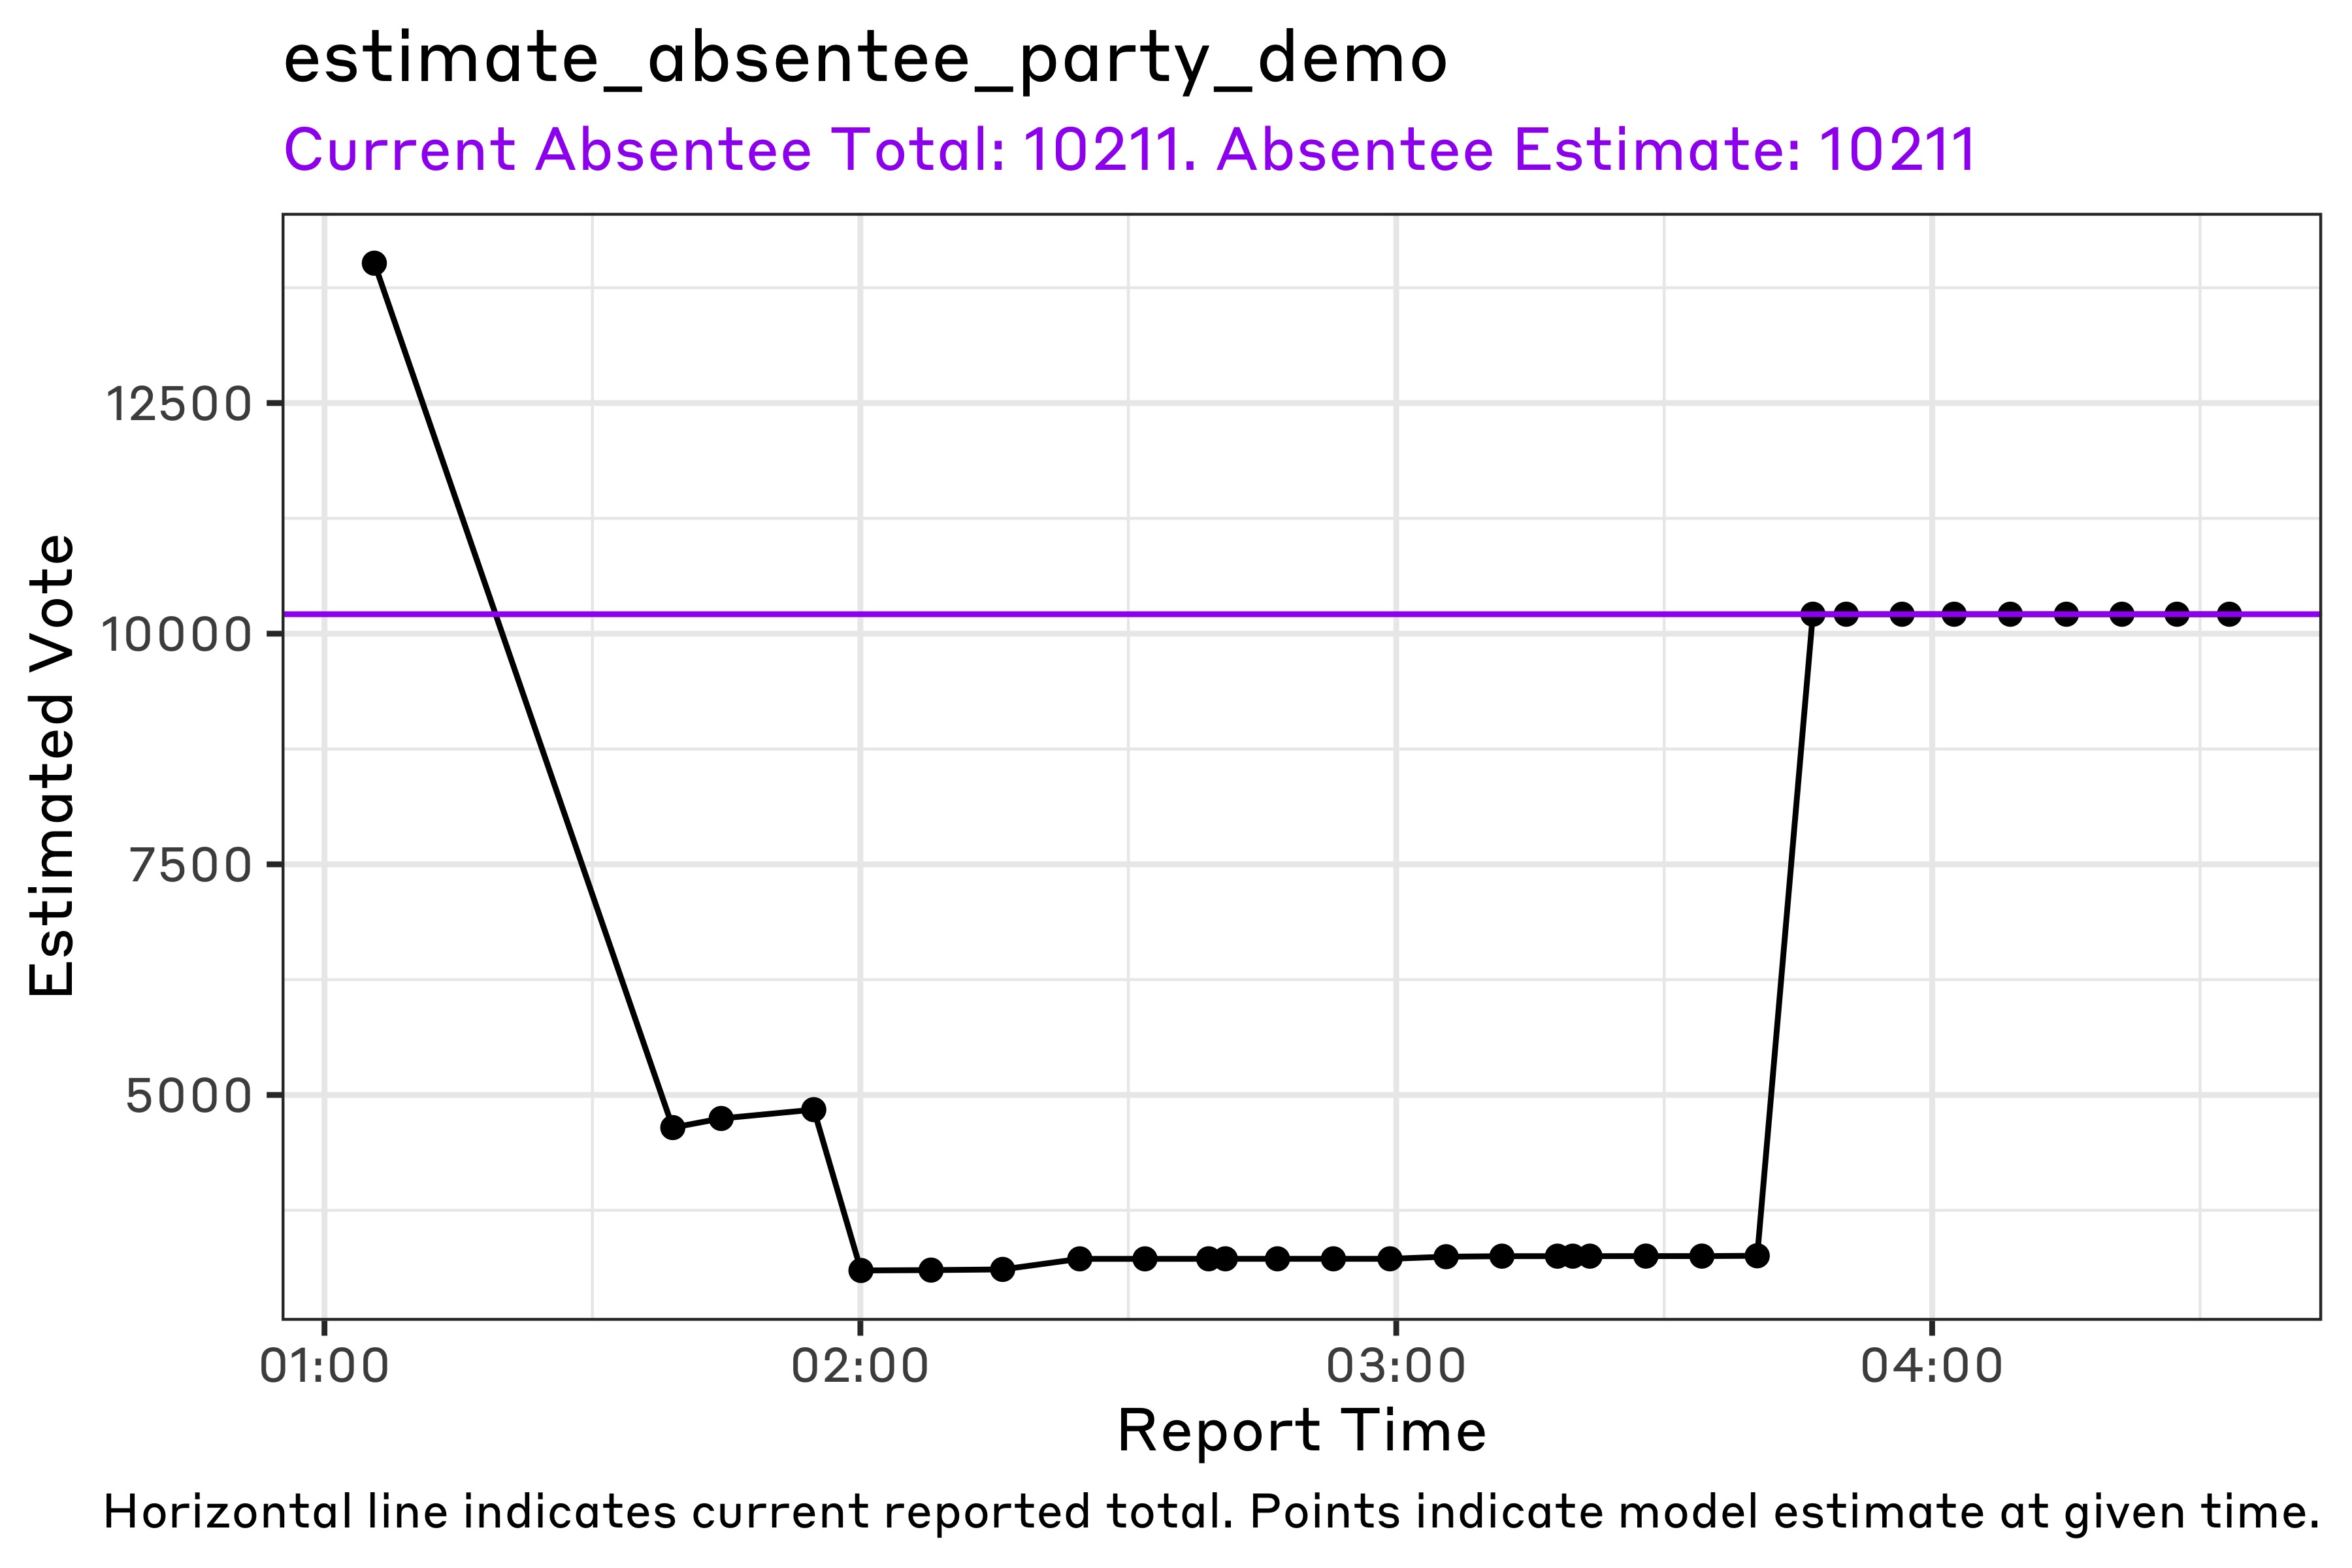 estimate_absentee_party_demo
Current Absentee Total: 10211. Absentee Estimate: 10211
Estimated Vote
12500
10000
7500
5000
01:00 02:00 03:00 04:00
Report Time
Horizontal line indicates current reported total. Points indicate model estimate at given time.